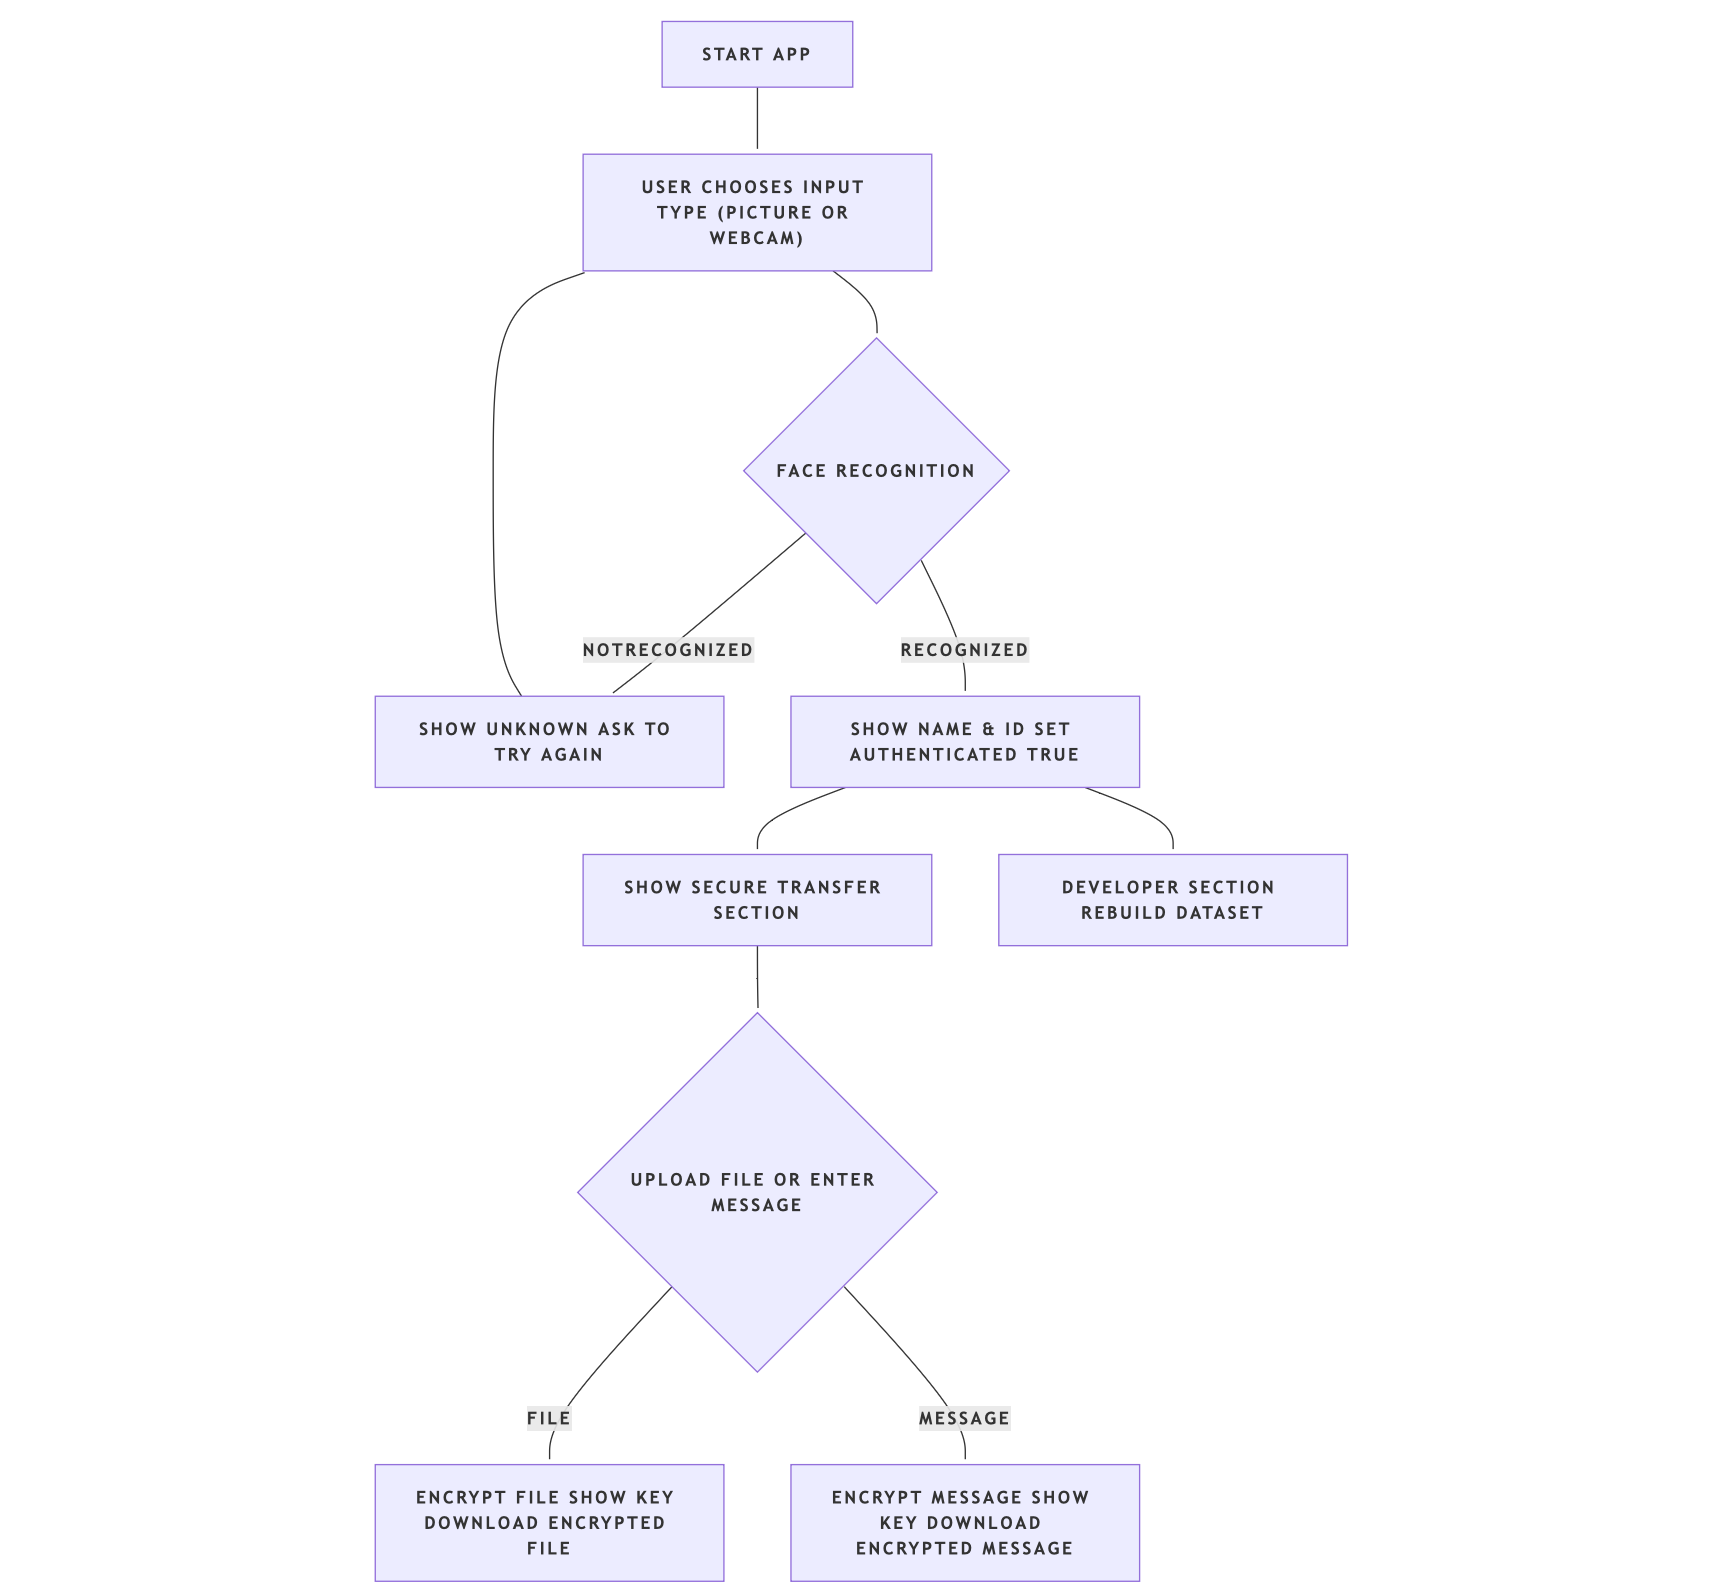 START APP
USER CHOOSES INPUT
TYPE (PICTURE OR
WEBCAM)
FACE RECOGNITION
NOTRECOGNIZED
RECOGNIZED
SHOW UNKNOWN ASK TO
TRY AGAIN
SHOW NAME & ID SET
AUTHENTICATED TRUE
SHOW SECURE TRANSFER
SECTION
DEVELOPER SECTION
REBUILD DATASET
UPLOAD FILE OR ENTER
MESSAGE
FILE
MESSAGE
ENCRYPT FILE SHOW KEY
DOWNLOAD ENCRYPTED
FILE
ENCRYPT MESSAGE SHOW
KEY DOWNLOAD
ENCRYPTED MESSAGE